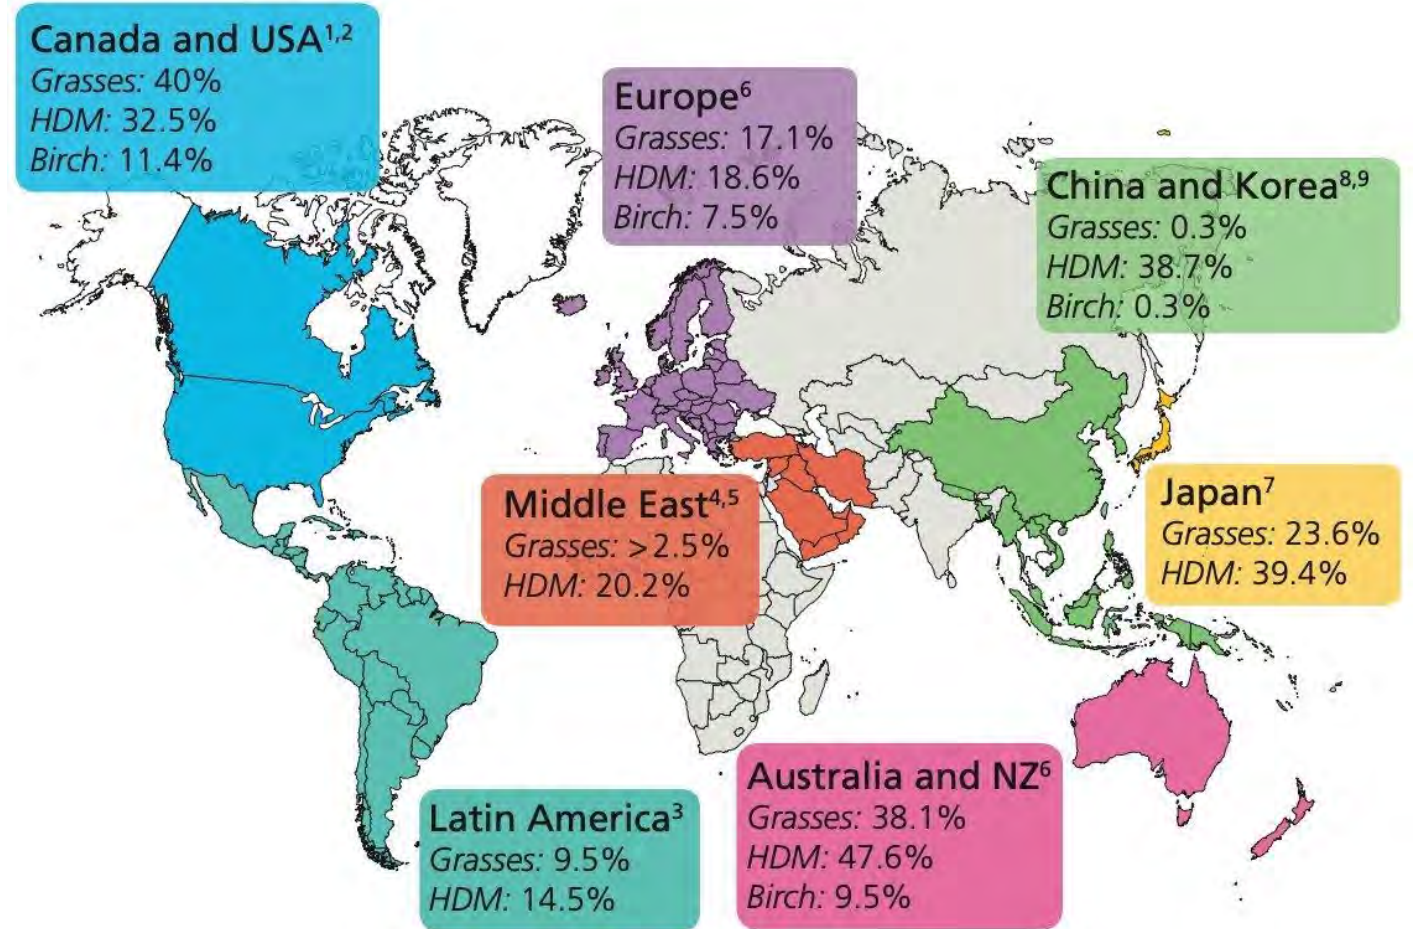 Canada and USA1,2
Grasses: 40%
HDM: 32.5%
Birch: 11.4%
Europe6
Grasses: 17.1%
HDM: 18.6%
Birch: 7.5%
China and Korea8,9
Grasses: 0.3%
HDM: 38.7%
Birch: 0.3%
Middle East4,5
Grasses: >2.5%
HDM: 20.2%
Japan7
Grasses: 23.6%
HDM: 39.4%
Latin America3
Grasses: 9.5%
HDM: 14.5%
Australia and NZ6
Grasses: 38.1%
HDM: 47.6%
Birch: 9.5%